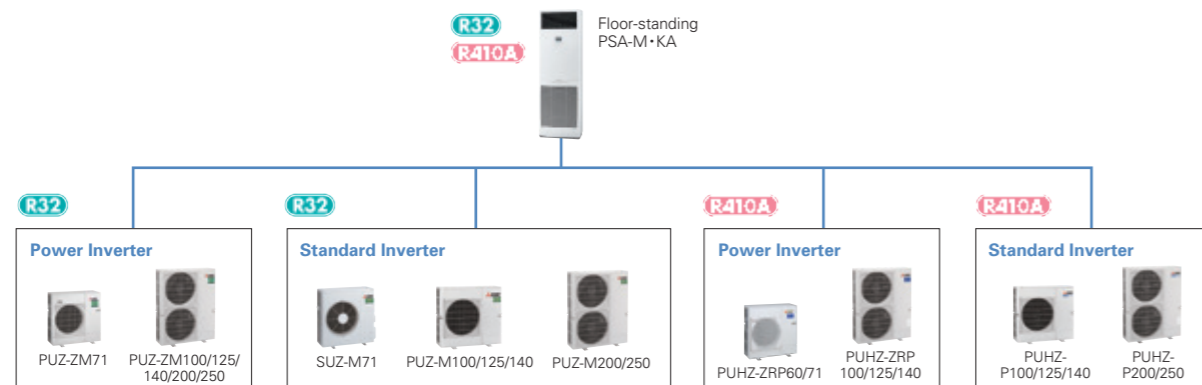 R32
R410A
Floor-standing
PSA-M・KA
R32
R32
R410A
R410A
Power Inverter
Standard Inverter
Power Inverter
Standard Inverter
PUZ-ZM71
PUZ-ZM100/125/
140/200/250
SUZ-M71
PUZ-M100/125/140
PUZ-M200/250
PUHZ-ZRP60/71
PUHZ-ZRP
100/125/140
PUHZ-
P100/125/140
PUHZ-
P200/250